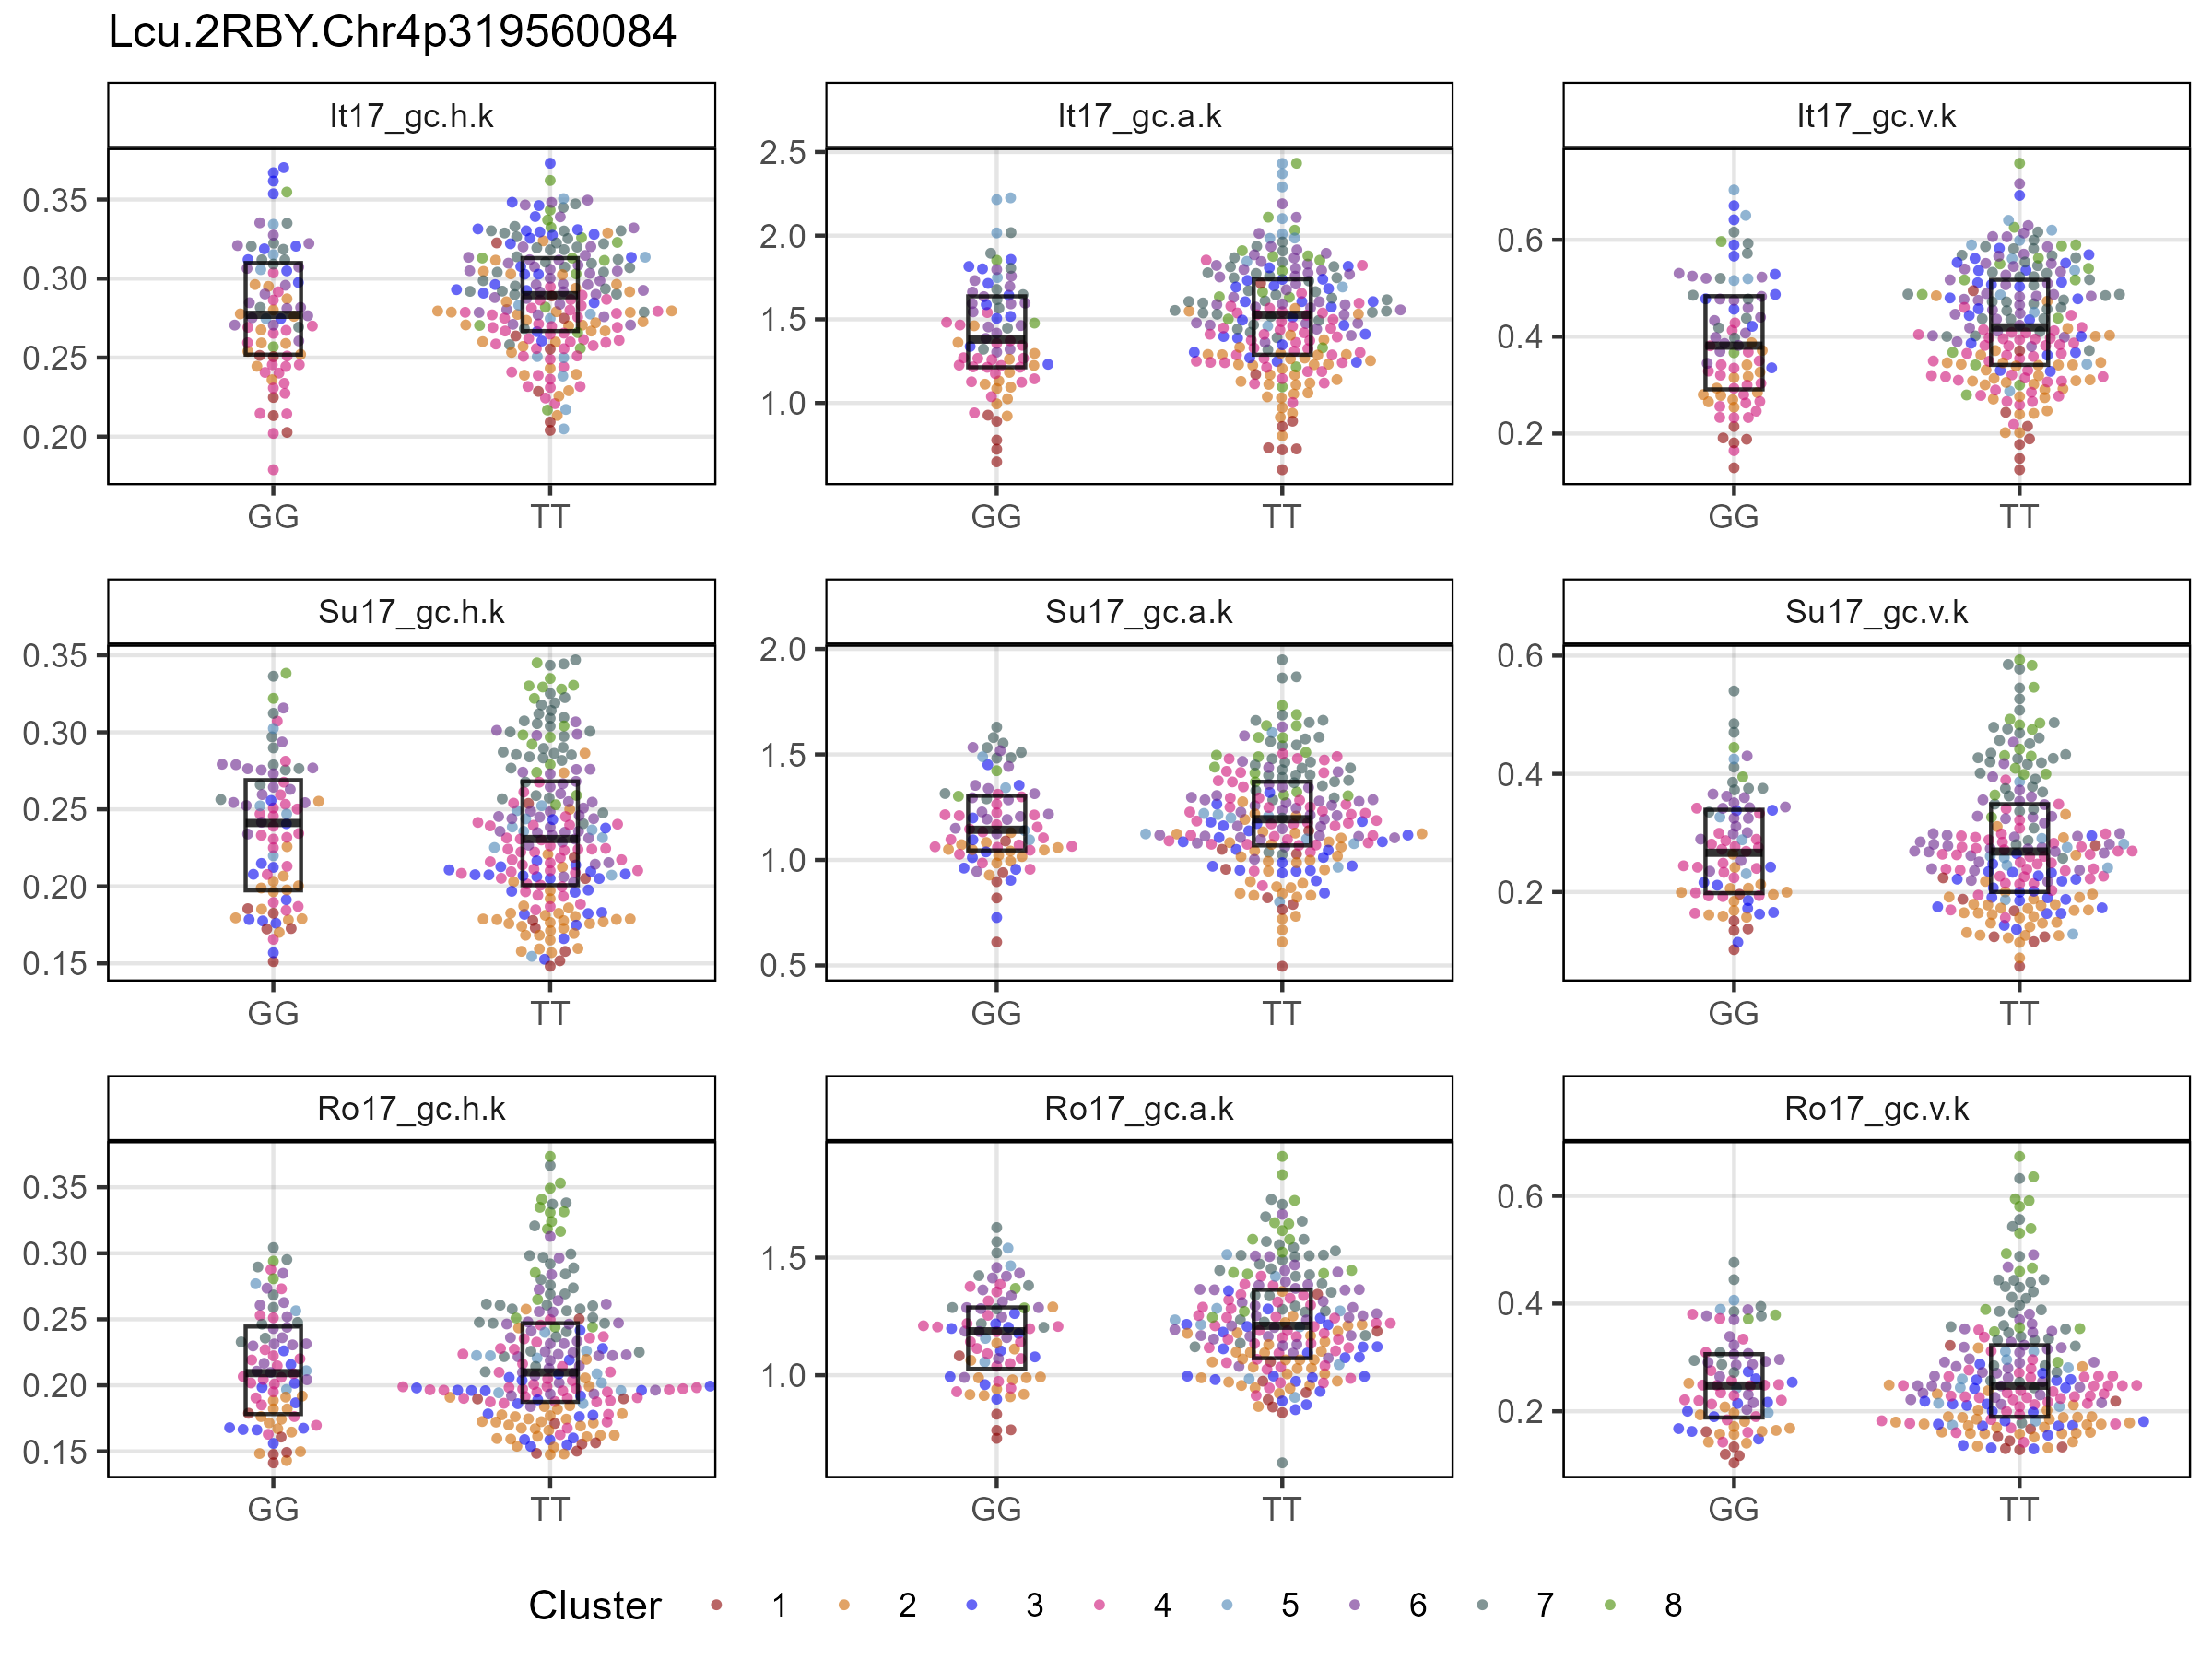 Lcu.2RBY.Chr4p319560084
It17_gc.h.k
It17_gc.a.k
It17_gc.v.k
0.35
0.30
0.25
0.20
GG
TT
2.5
2.0
1.5
1.0
GG
TT
0.6
0.4
0.2
GG
TT
Su17_gc.h.k
Su17_gc.a.k
Su17_gc.v.k
0.35
0.30
0.25
0.20
0.15
GG
TT
2.0
1.5
1.0
0.5
GG
TT
0.6
0.4
0.2
GG
TT
Ro17_gc.h.k
Ro17_gc.a.k
Ro17_gc.v.k
0.35
0.30
0.25
0.20
0.15
GG
TT
1.5
1.0
GG
TT
0.6
0.4
0.2
GG
TT
Cluster 1 2 3 4 5 6 7 8